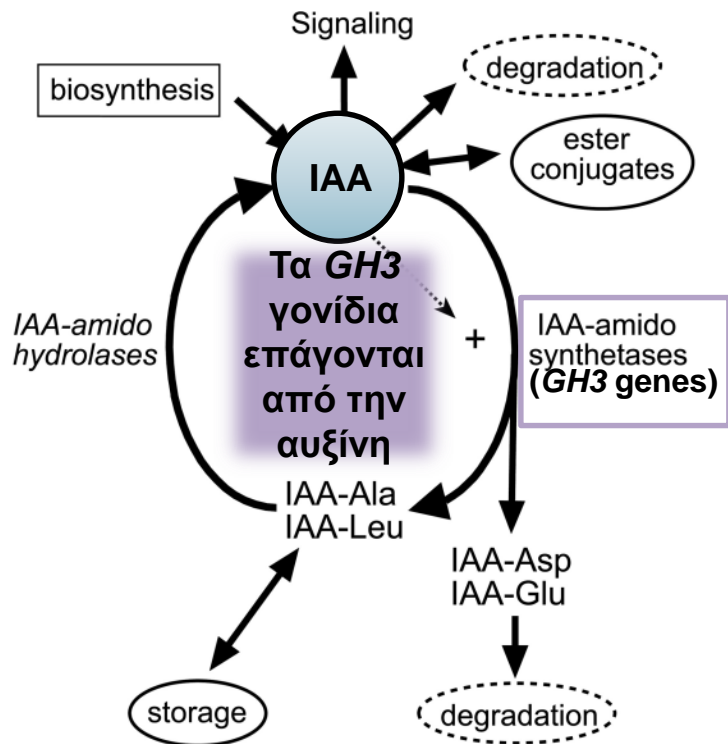 Signaling
degradation
biosynthesis
ester
conjugates
IAA
Τα GH3
γονίδια
επάγονται
από την
αυξίνη
IAA-amido
hydrolases
+
IAA-amido
synthetases
(GH3 genes)
IAA-Ala
IAA-Leu
IAA-Asp
IAA-Glu
storage
degradation